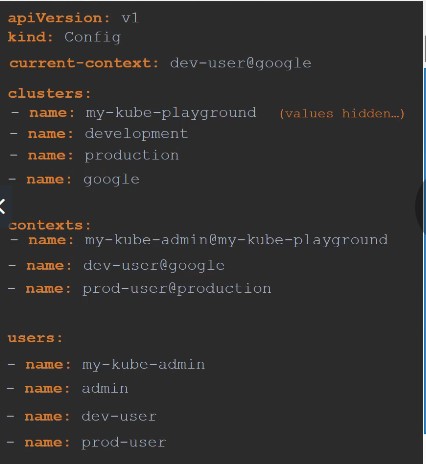 apiVersion: v1
kind: Config
current-context: dev-user@google
clusters:
- name: my-kube-playground (values hidden…)
- name: development
- name: production
- name: google
contexts:
- name: my-kube-admin@my-kube-playground
- name: dev-user@google
- name: prod-user@production
users:
- name: my-kube-admin
- name: admin
- name: dev-user
- name: prod-user